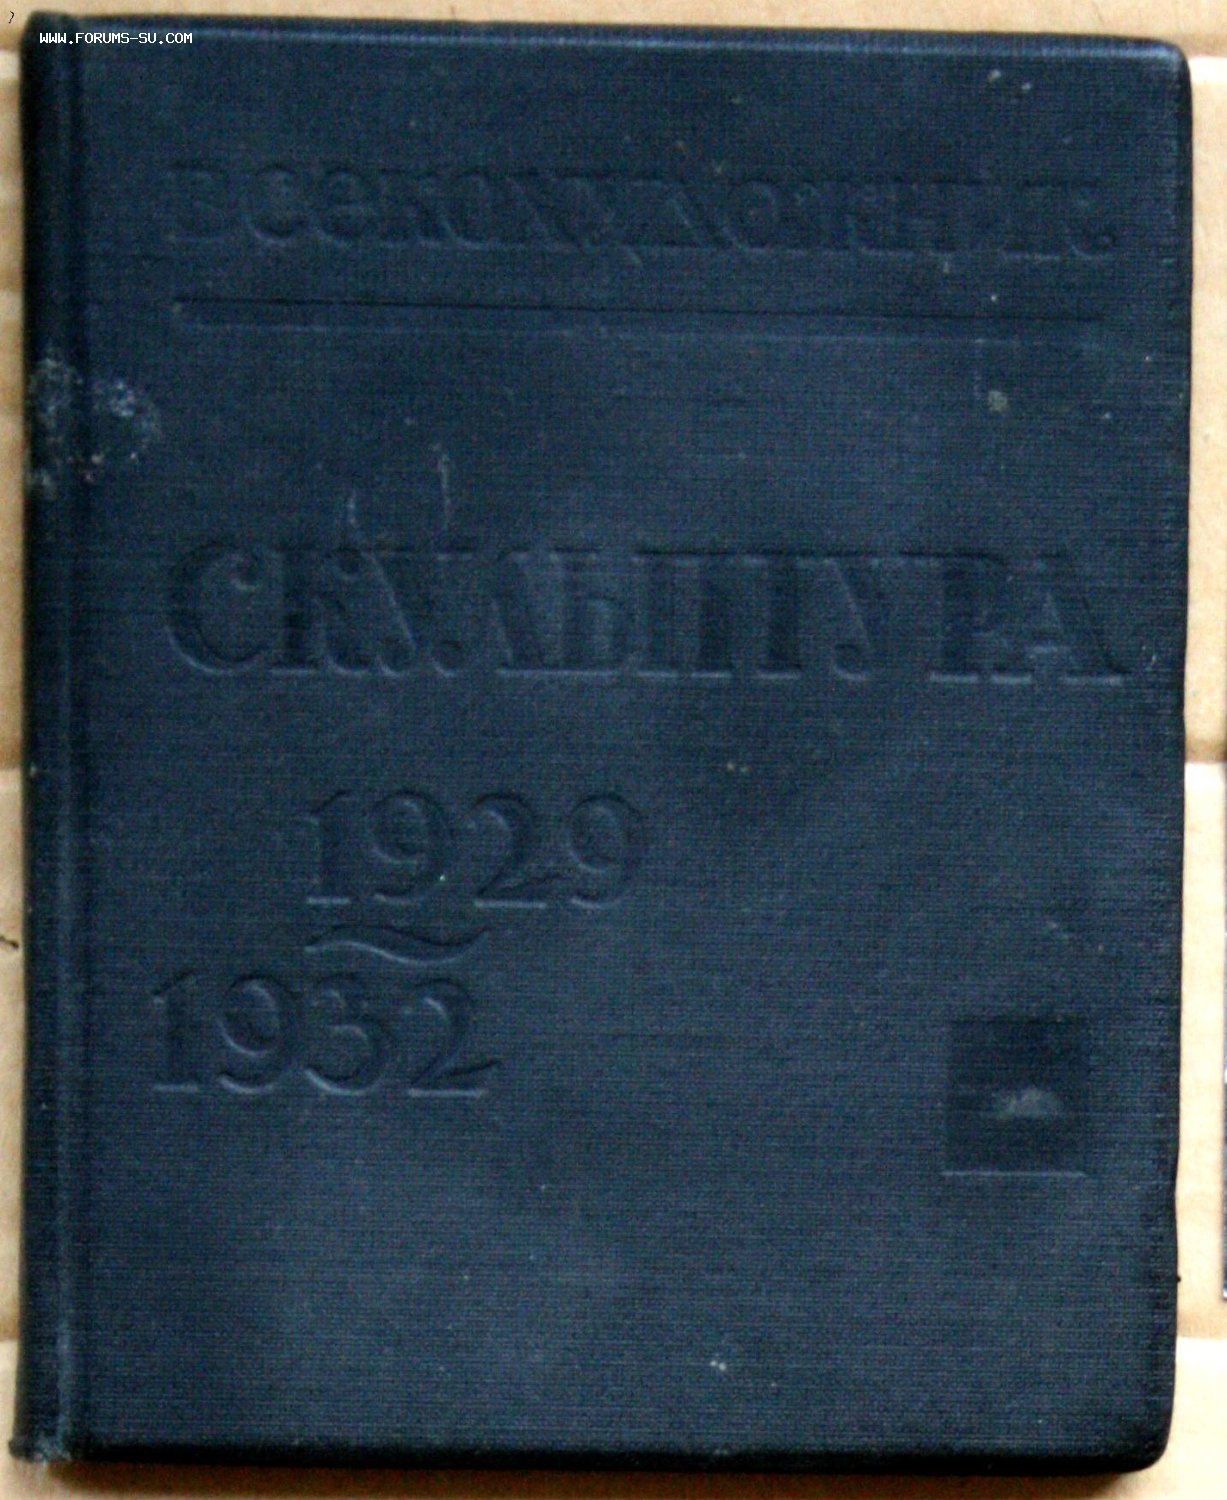 WWW.FORUMS-SU.COM
ВСЕКОХУДОЖНИК
СКУЛЬПТУРА
1929
~
1932